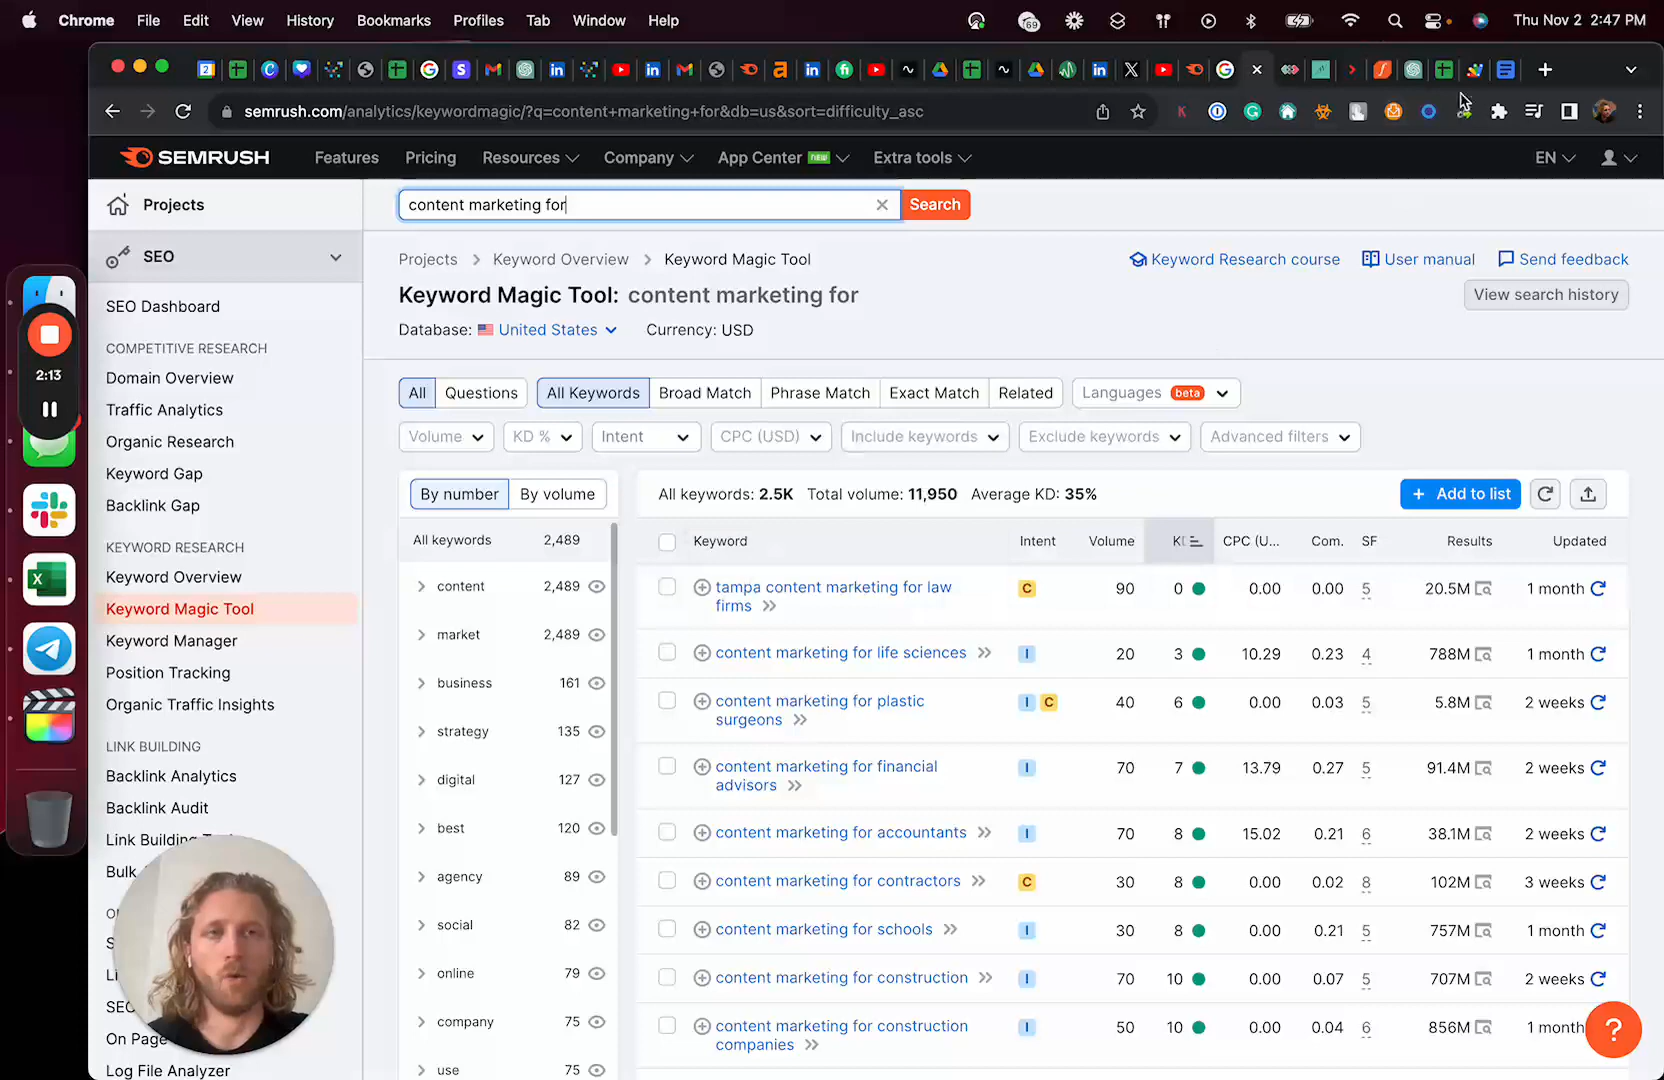 Chrome File Edit View History Bookmarks Profiles Tab Window Help
69
Thu Nov 2 2:47 PM
semrush.com/analytics/keywordmagic/?q=content+marketing+for&db=us&sort=difficulty_asc
SEMRUSH
Features Pricing Resources Company App Center NEW Extra tools
EN
Projects
content marketing for
Search
SEO
Projects > Keyword Overview > Keyword Magic Tool
Keyword Research course User manual Send feedback
Keyword Magic Tool: content marketing for
View search history
Database: United States Currency: USD
SEO Dashboard
COMPETITIVE RESEARCH
Domain Overview
Traffic Analytics
Organic Research
Keyword Gap
Backlink Gap
KEYWORD RESEARCH
Keyword Overview
Keyword Magic Tool
Keyword Manager
Position Tracking
Organic Traffic Insights
LINK BUILDING
Backlink Analytics
Backlink Audit
Link Building
Bulk
On Page
Log File Analyzer
2:13
All Questions All Keywords Broad Match Phrase Match Exact Match Related Languages beta
Volume KD % Intent CPC (USD) Include keywords Exclude keywords Advanced filters
By number By volume
All keywords 2,489
content 2,489
market 2,489
business 161
strategy 135
digital 127
best 120
agency 89
social 82
online 79
company 75
use 75
All keywords: 2.5K Total volume: 11,950 Average KD: 35%
+ Add to list
Keyword Intent Volume CPC (U... Com. SF Results Updated
tampa content marketing for law firms C 90 0 0.00 0.00 5 20.5M 1 month
content marketing for life sciences I 20 3 10.29 0.23 4 788M 1 month
content marketing for plastic surgeons I C 40 6 0.00 0.03 5 5.8M 2 weeks
content marketing for financial advisors I 70 7 13.79 0.27 5 91.4M 2 weeks
content marketing for accountants I 70 8 15.02 0.21 6 38.1M 2 weeks
content marketing for contractors C 30 8 0.00 0.02 8 102M 3 weeks
content marketing for schools I 30 8 0.00 0.21 5 757M 1 month
content marketing for construction I 70 10 0.00 0.07 5 707M 2 weeks
content marketing for construction companies I 50 10 0.00 0.04 6 856M 1 month
?